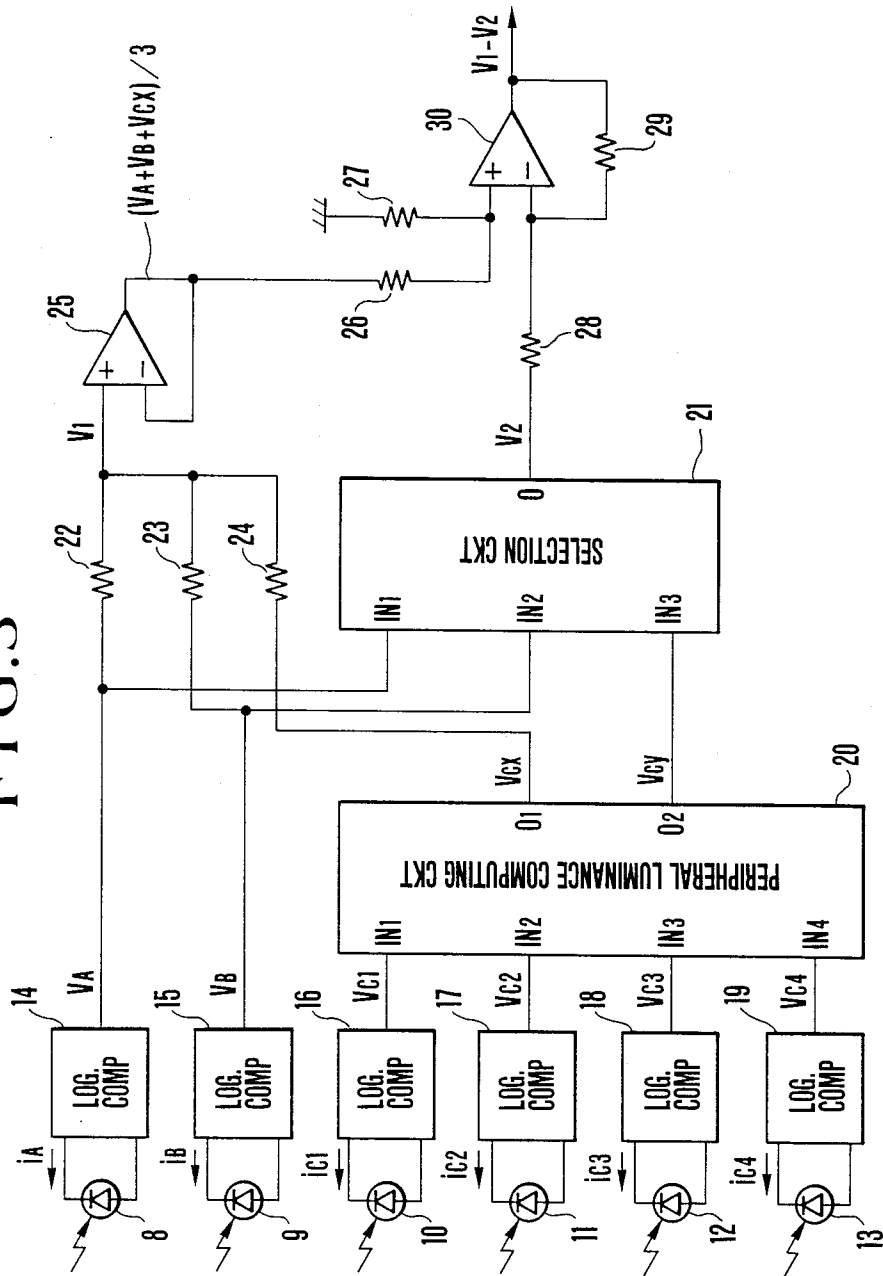 FIG.3
14
VA
iA
LOG. COMP
8
22
V1
25
(VA+VB+VCX)/3
15
VB
iB
LOG. COMP
9
23
24
16
VC1
iC1
LOG. COMP
10
17
VC2
iC2
LOG. COMP
11
18
VC3
iC3
LOG. COMP
12
19
VC4
iC4
LOG. COMP
13
IN1
IN2
IN3
IN4
PERIPHERAL LUMINANCE COMPUTING CKT
O1
O2
20
VCX
VCY
IN1
IN2
IN3
SELECTION CKT
O
21
V2
26
27
28
29
30
V1-V2